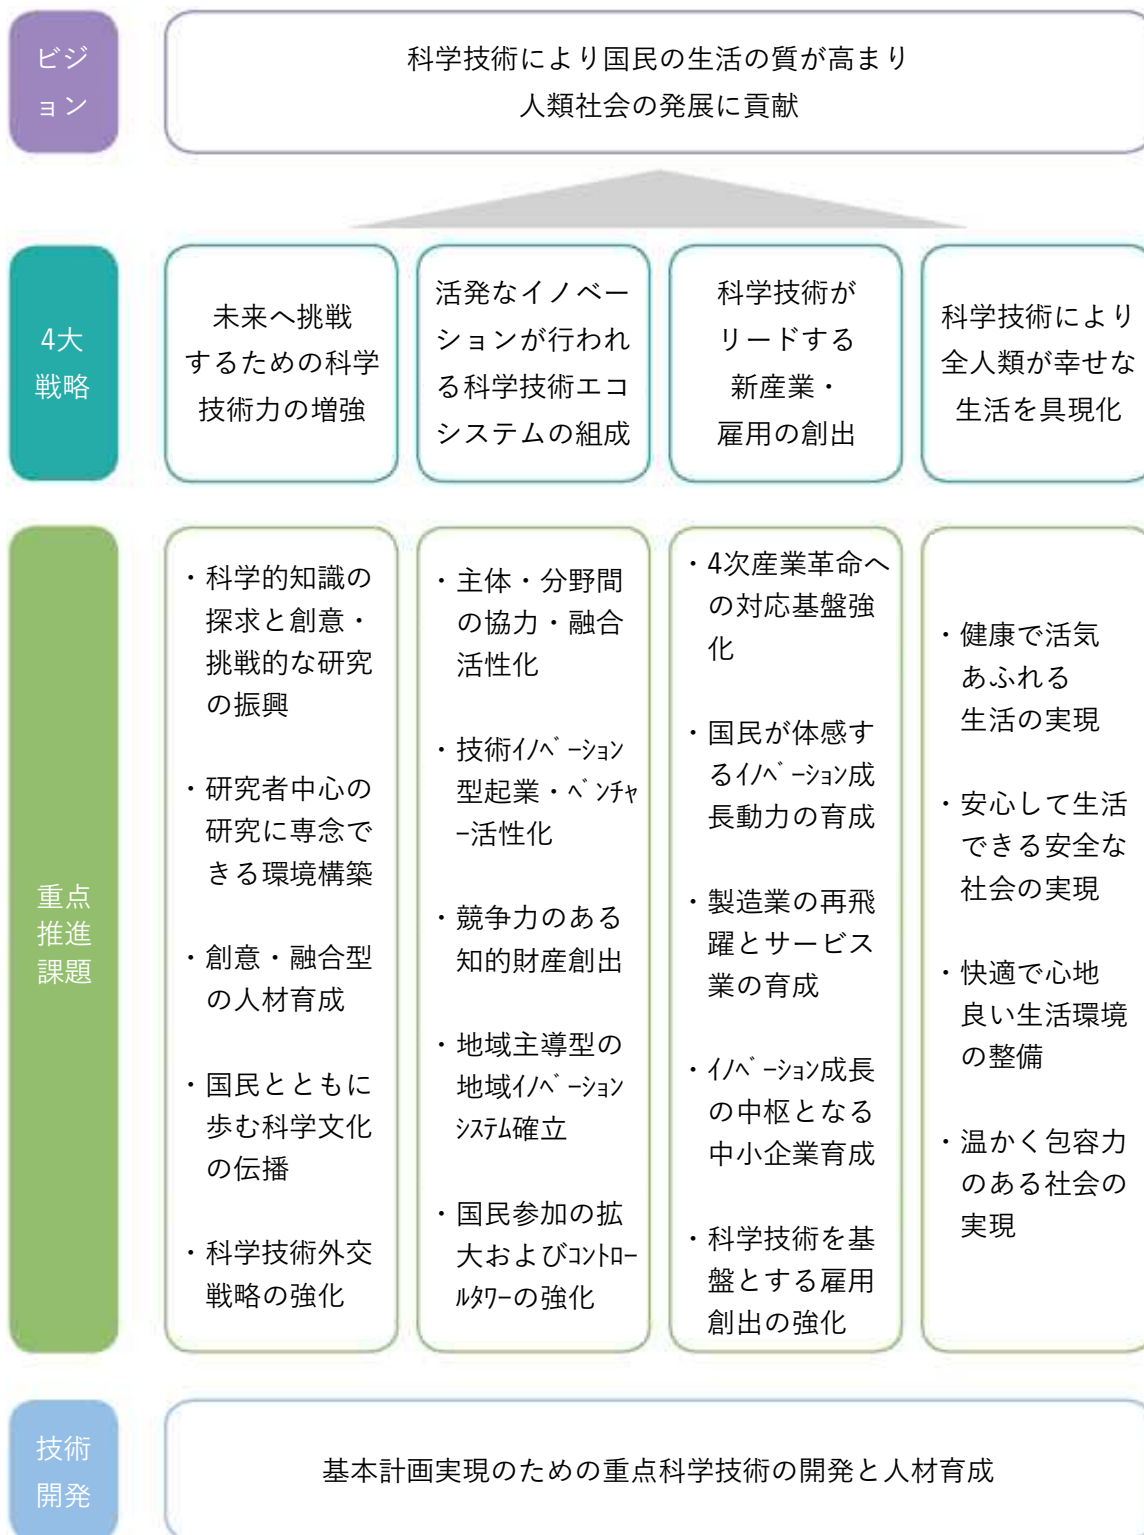 ビジ
ョン
科学技術により国民の生活の質が高まり
人類社会の発展に貢献
4大
戦略
未来へ挑戦
するための科学
技術力の増強
活発なイノベー
ションが行われ
る科学技術エコ
システムの組成
科学技術が
リードする
新産業・
雇用の創出
科学技術により
全人類が幸せな
生活を具現化
重点
推進
課題
・科学的知識の
探求と創意・
挑戦的な研究
の振興
・研究者中心の
研究に専念で
きる環境構築
・創意・融合型
の人材育成
・国民とともに
歩む科学文化
の伝播
・科学技術外交
戦略の強化
・主体・分野間
の協力・融合
活性化
・技術ｲﾉﾍﾞｰｼｮﾝ
型起業・ﾍﾞﾝﾁｬ
ｰ活性化
・競争力のある
知的財産創出
・地域主導型の
地域ｲﾉﾍﾞｰｼｮﾝ
ｼｽﾃﾑ確立
・国民参加の拡
大およびｺﾝﾄﾛｰ
ﾙﾀﾜｰの強化
・4次産業革命へ
の対応基盤強
化
・国民が体感す
るｲﾉﾍﾞｰｼｮﾝ成
長動力の育成
・製造業の再飛
躍とサービス
業の育成
・ｲﾉﾍﾞｰｼｮﾝ成長
の中枢となる
中小企業育成
・科学技術を基
盤とする雇用
創出の強化
・健康で活気
あふれる
生活の実現
・安心して生活
できる安全な
社会の実現
・快適で心地
良い生活環境
の整備
・温かく包容力
のある社会の
実現
技術
開発
基本計画実現のための重点科学技術の開発と人材育成